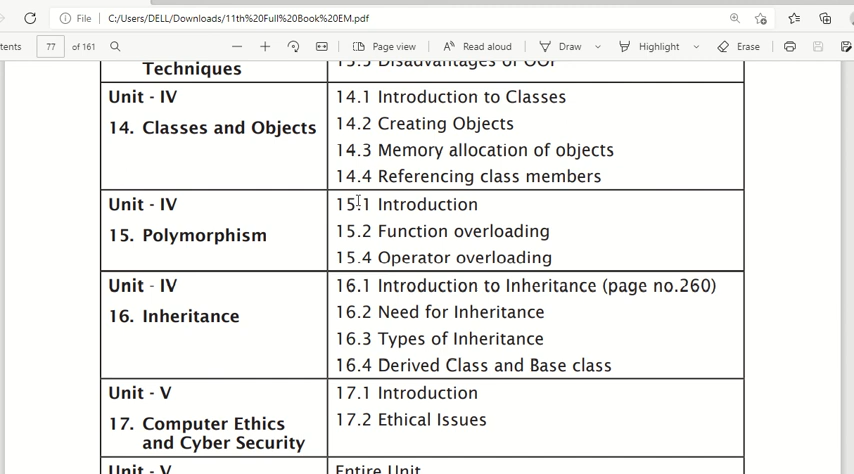 File
C:/Users/DELL/Downloads/11th%20Full%20Book%20EM.pdf
tents
77 of 161
Page view
Read aloud
Draw
Highlight
Erase
Techniques
Disadvantages of OOP
Unit - IV
14. Classes and Objects
14.1 Introduction to Classes
14.2 Creating Objects
14.3 Memory allocation of objects
14.4 Referencing class members
Unit - IV
15. Polymorphism
15.1 Introduction
15.2 Function overloading
15.4 Operator overloading
Unit - IV
16. Inheritance
16.1 Introduction to Inheritance (page no.260)
16.2 Need for Inheritance
16.3 Types of Inheritance
16.4 Derived Class and Base class
Unit - V
17. Computer Ethics
and Cyber Security
17.1 Introduction
17.2 Ethical Issues
Unit - V
Entire Unit